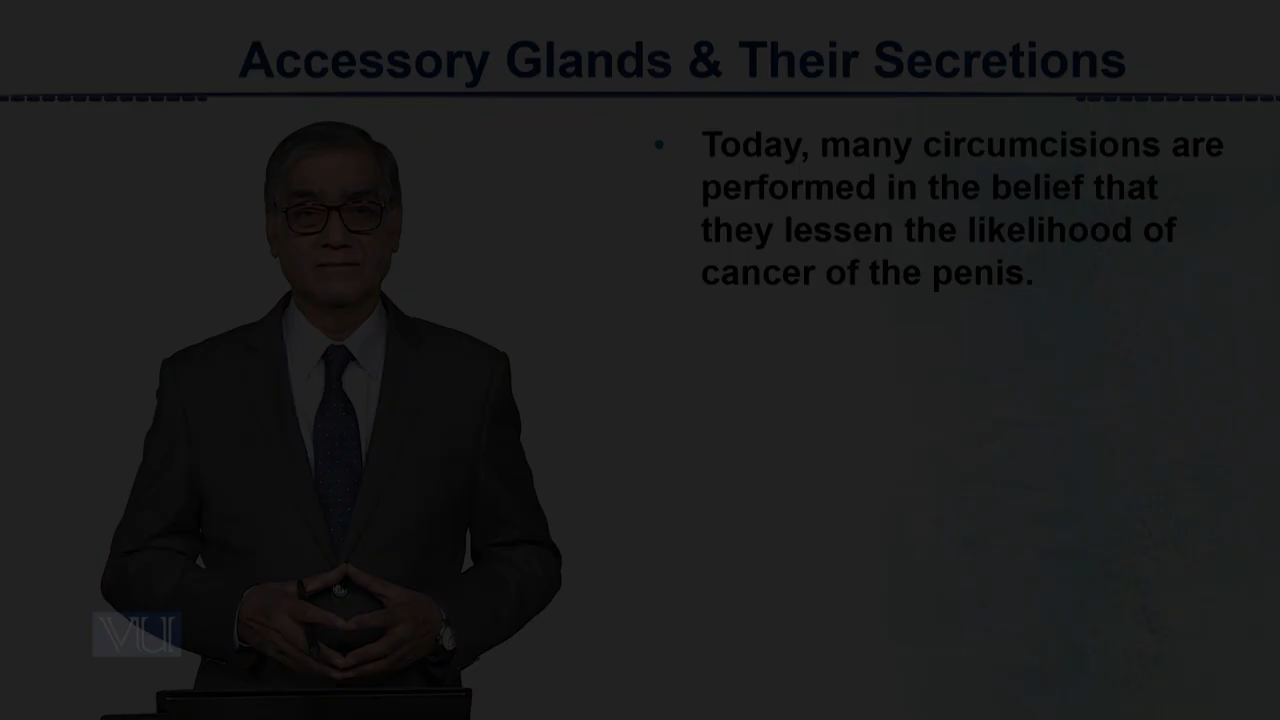 Accessory Glands & Their Secretions
• Today, many circumcisions are
performed in the belief that
they lessen the likelihood of
cancer of the penis.
VU